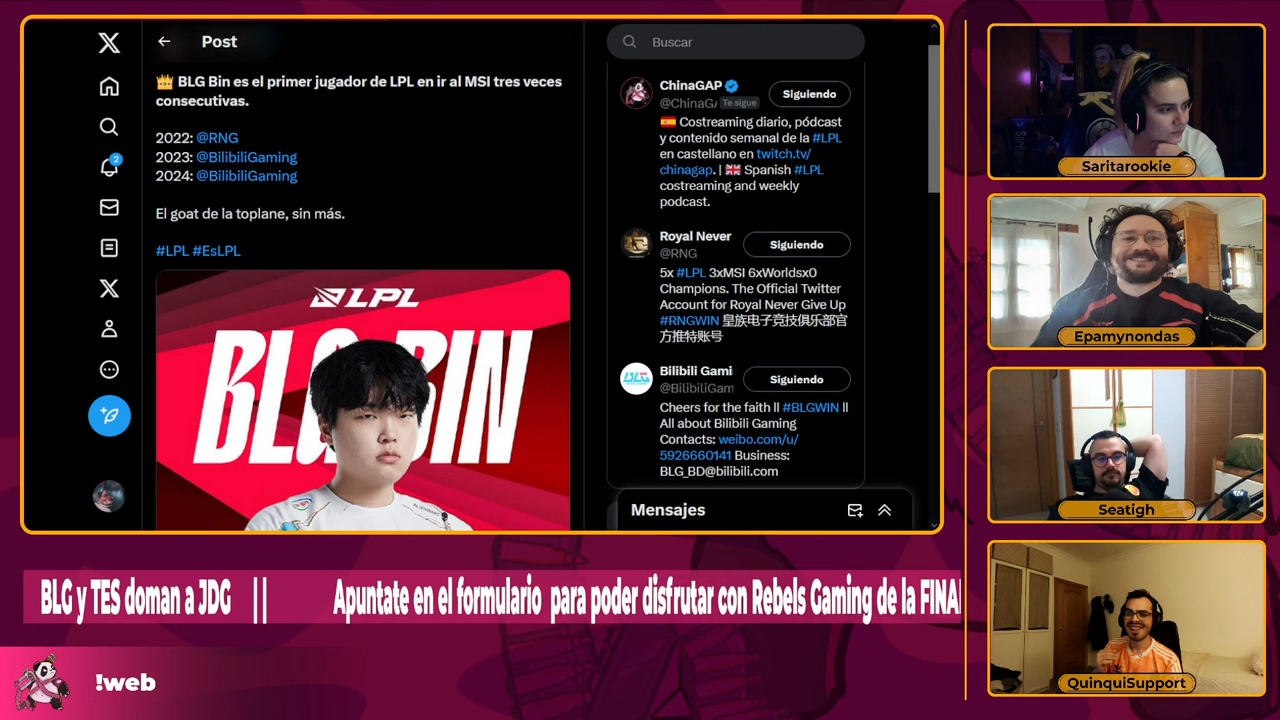 Post
👑 BLG Bin es el primer jugador de LPL en ir al MSI tres veces
consecutivas.
2022: @RNG
2023: @BilibiliGaming
2024: @BilibiliGaming
El goat de la toplane, sin más.
#LPL #EsLPL
LPL
BLG BIN
2
Buscar
ChinaGAP
Siguiendo
@ChinaG
Te sigue
🇪🇸 Costreaming diario, pódcast
y contenido semanal de la #LPL
en castellano en twitch.tv/
chinagap. | 🇬🇧 Spanish #LPL
costreaming and weekly
podcast.
Royal Never
Siguiendo
@RNG
5x #LPL 3xMSI 6xWorldsx0
Champions. The Official Twitter
Account for Royal Never Give Up
#RNGWIN 皇族电子竞技俱乐部官
方推特账号
Bilibili Gami
Siguiendo
@BilibiliGam
Cheers for the faith ll #BLGWIN ll
All about Bilibili Gaming
Contacts: weibo.com/u/
5926660141 Business:
BLG_BD@bilibili.com
Mensajes
Saritarookie
Epamynondas
Seatigh
QuinquiSupport
BLG y TES doman a JDG || Apuntate en el formulario para poder disfrutar con Rebels Gaming de la FINA
!web